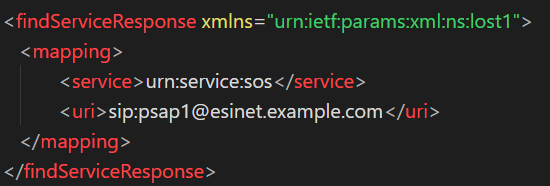 <findServiceResponse xmlns="urn:ietf:params:xml:ns:lost1">
<mapping>
<service>urn:service:sos</service>
<uri>sip:psap1@esinet.example.com</uri>
</mapping>
</findServiceResponse>